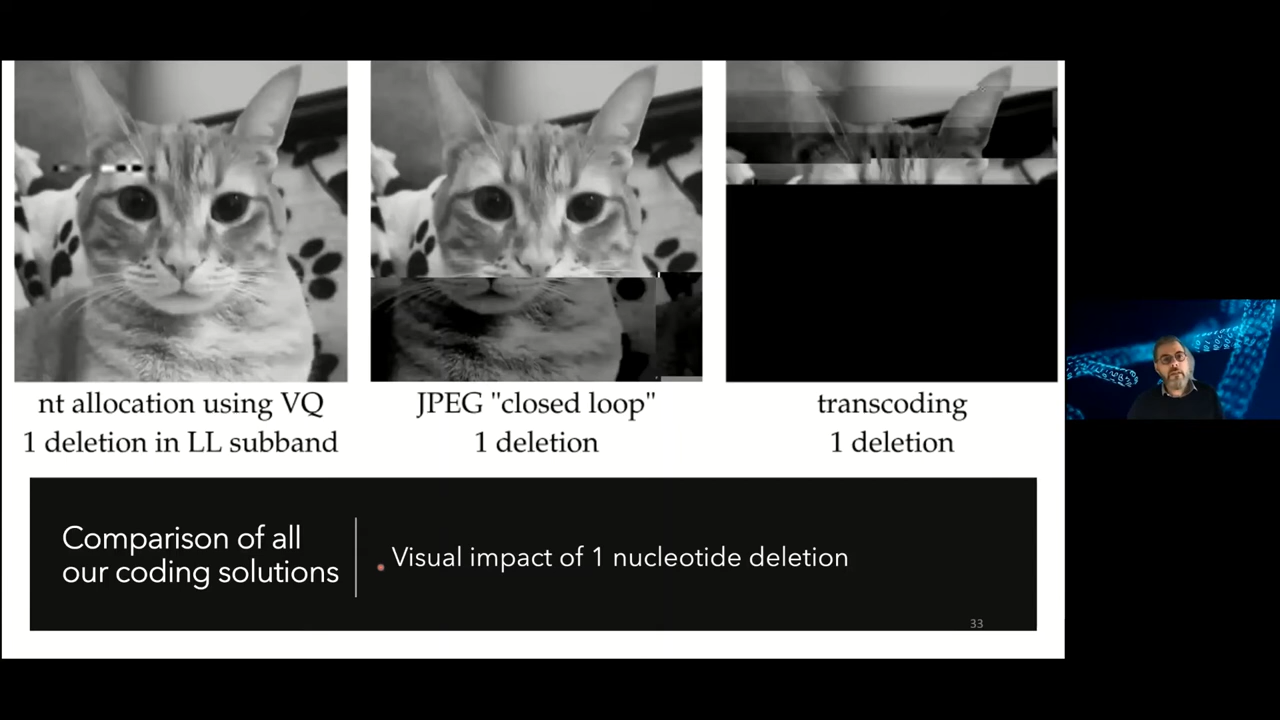 nt allocation using VQ
1 deletion in LL subband
JPEG "closed loop"
1 deletion
transcoding
1 deletion
Comparison of all
our coding solutions
Visual impact of 1 nucleotide deletion
33